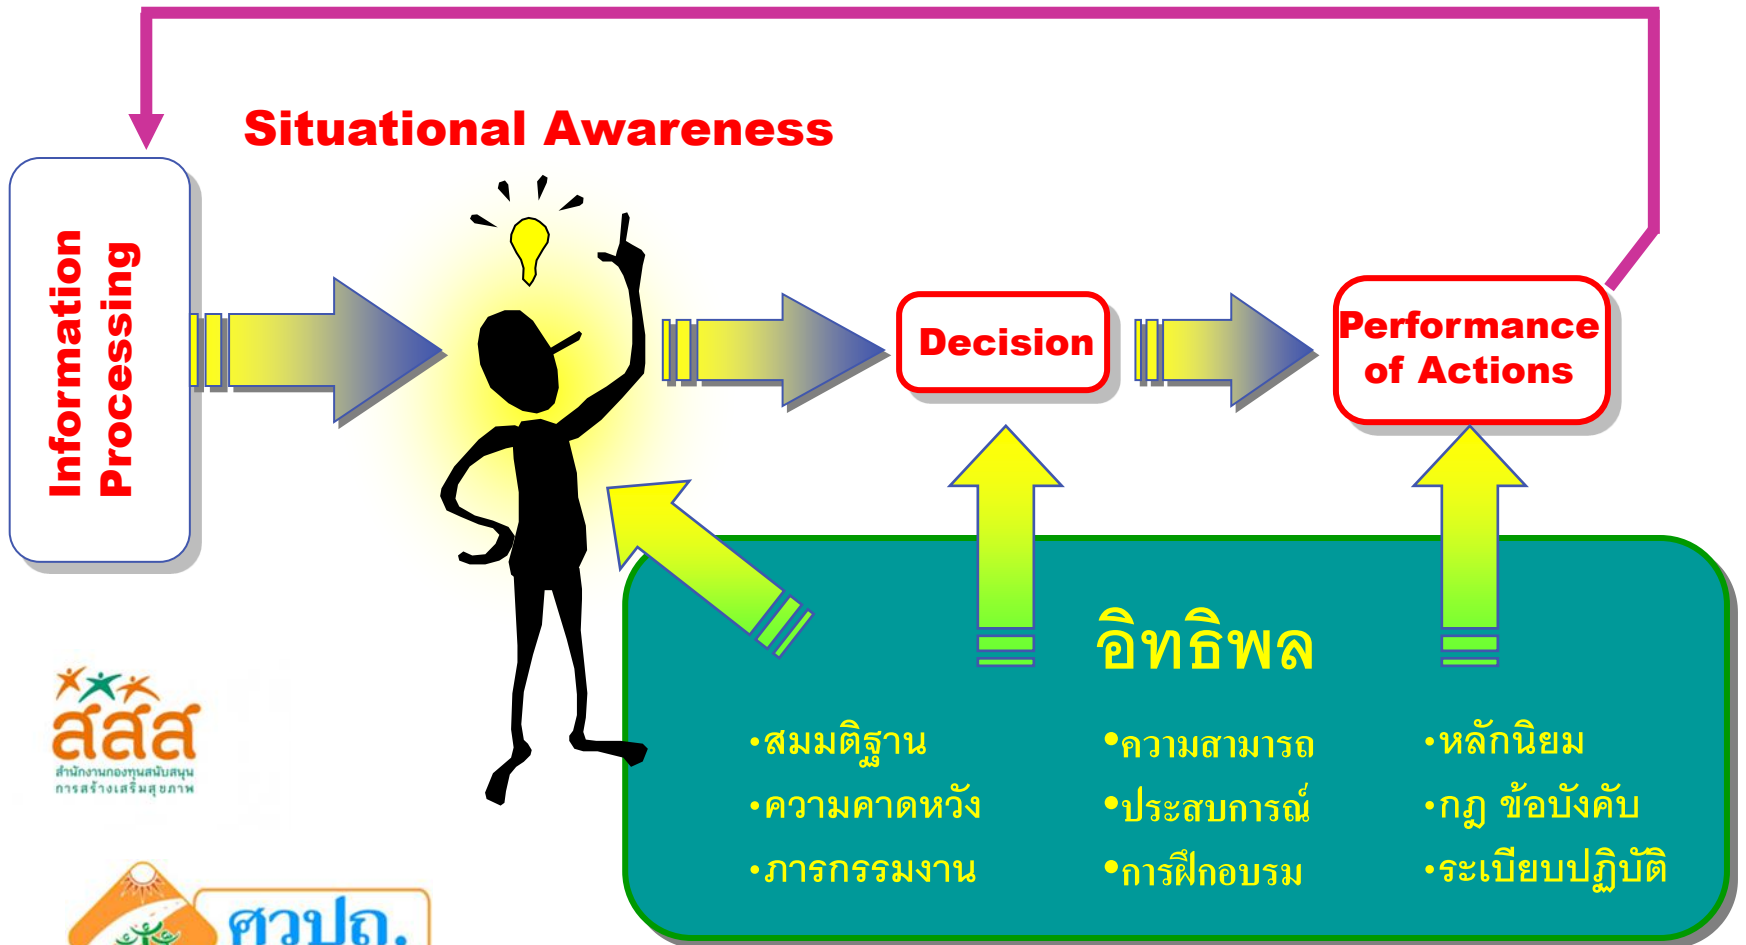 Situational Awareness
Information
Processing
Decision
Performance
of Actions
อิทธิพล
•สมมติฐาน
•ความคาดหวัง
•ภารกรรมงาน
•ความสามารถ
•ประสบการณ์
•การฝึกอบรม
•หลักนิยม
•กฎ ข้อบังคับ
•ระเบียบปฏิบัติ
สสส
สำนักงานกองทุนสนับสนุน
การสร้างเสริมสุขภาพ
ศวปถ.